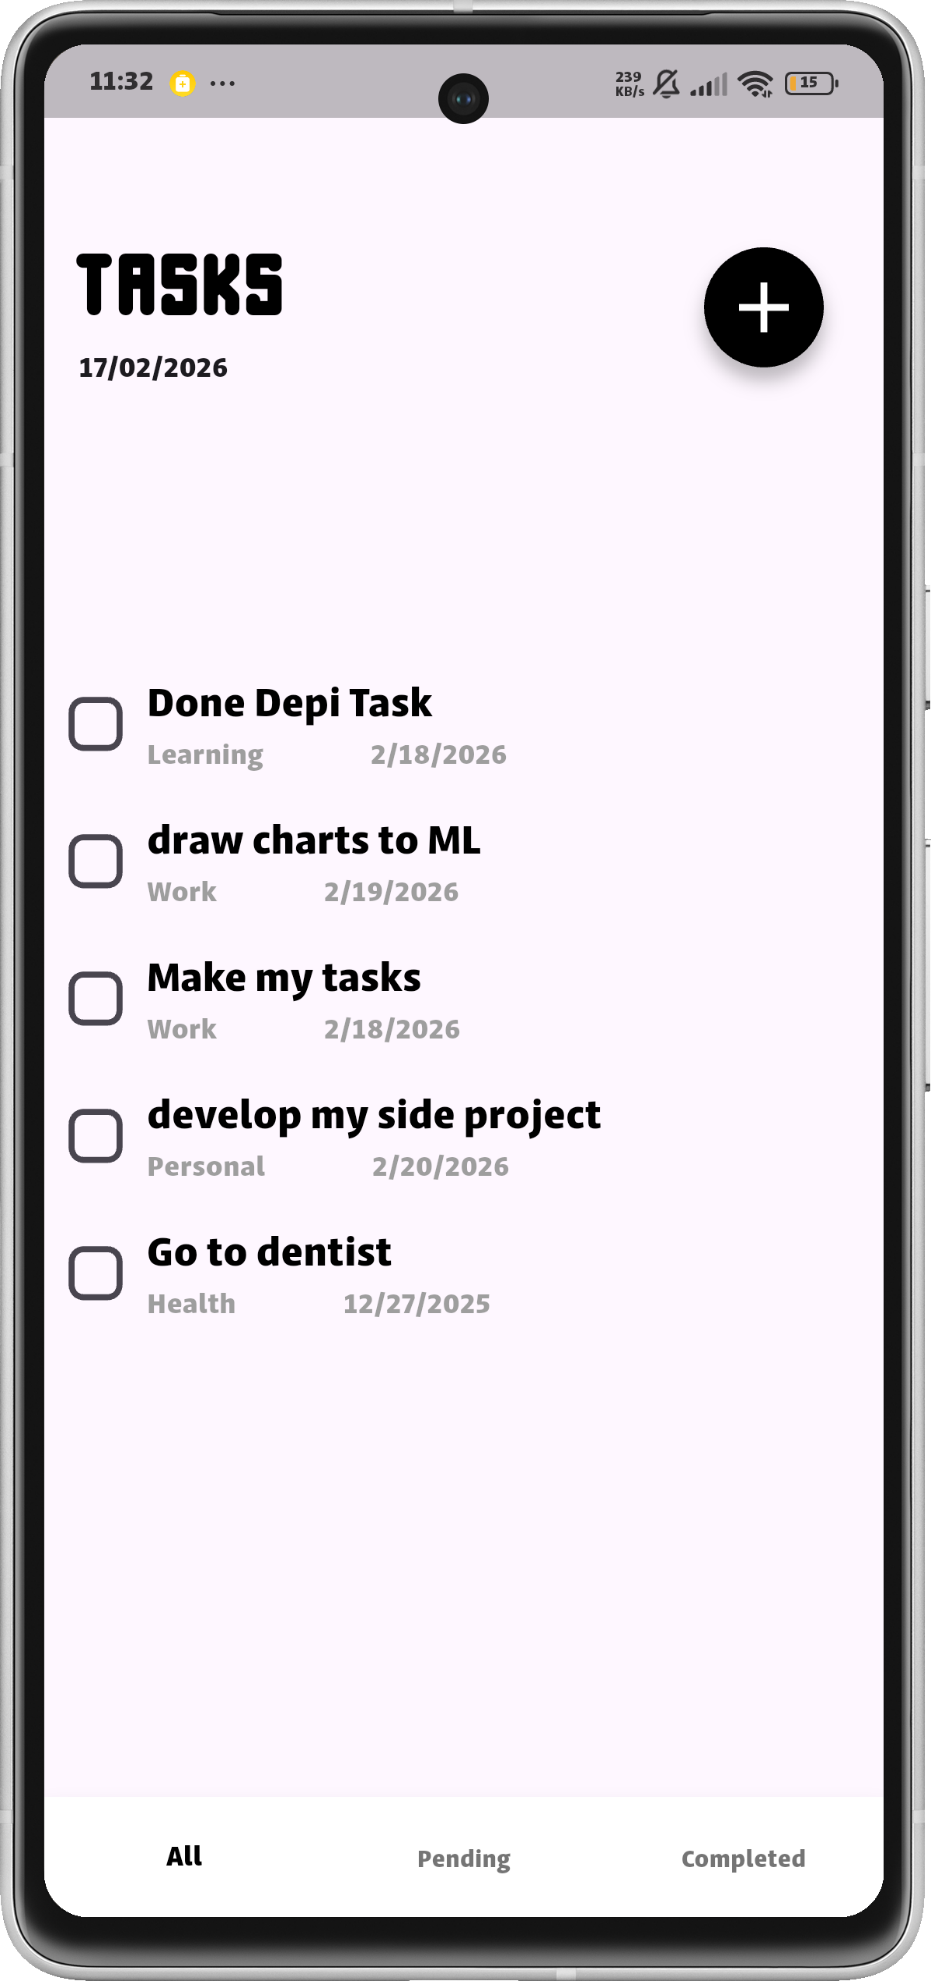 11:32 ...
239
KB/s
15
TASKS
17/02/2026
Done Depi Task
Learning 2/18/2026
draw charts to ML
Work 2/19/2026
Make my tasks
Work 2/18/2026
develop my side project
Personal 2/20/2026
Go to dentist
Health 12/27/2025
All Pending Completed